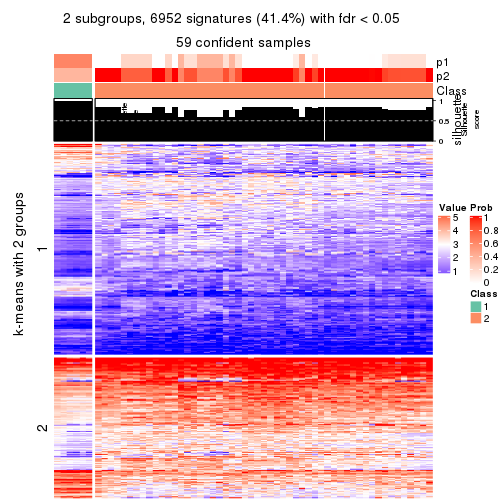 2 subgroups, 6952 signatures (41.4%) with fdr < 0.05
59 confident samples
p1
p2
Class
1
0.5
0
silhouette
Silhouette
score
k-means with 2 groups
1
2
Value
5
4
3
2
1
Prob
1
0.8
0.6
0.4
0.2
0
Class
1
2